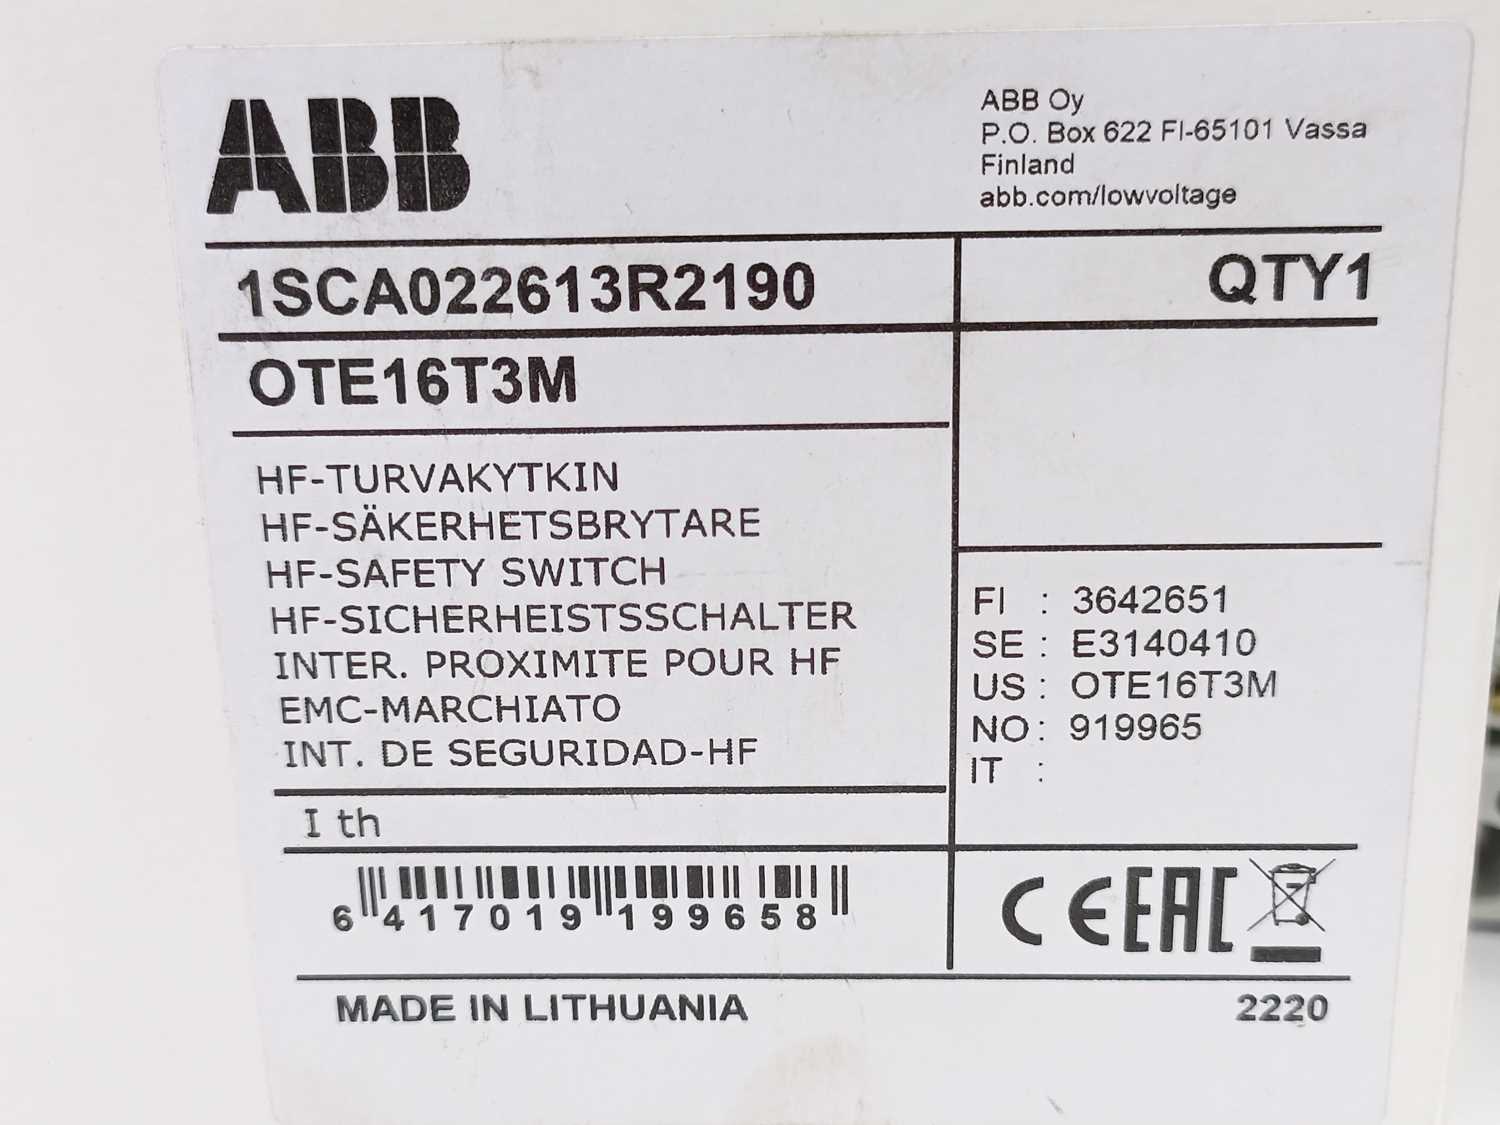 ABB
ABB Oy
P.O. Box 622 FI-65101 Vassa
Finland
abb.com/lowvoltage
1SCA022613R2190
QTY1
OTE16T3M
HF-TURVAKYTKIN
HF-SÄKERHETSBRYTARE
HF-SAFETY SWITCH
HF-SICHERHEISTSSCHALTER
INTER. PROXIMITE POUR HF
EMC-MARCHIATO
INT. DE SEGURIDAD-HF
FI : 3642651
SE : E3140410
US : OTE16T3M
NO : 919965
IT :
I th
6 417019 199658
CE EAC
MADE IN LITHUANIA
2220